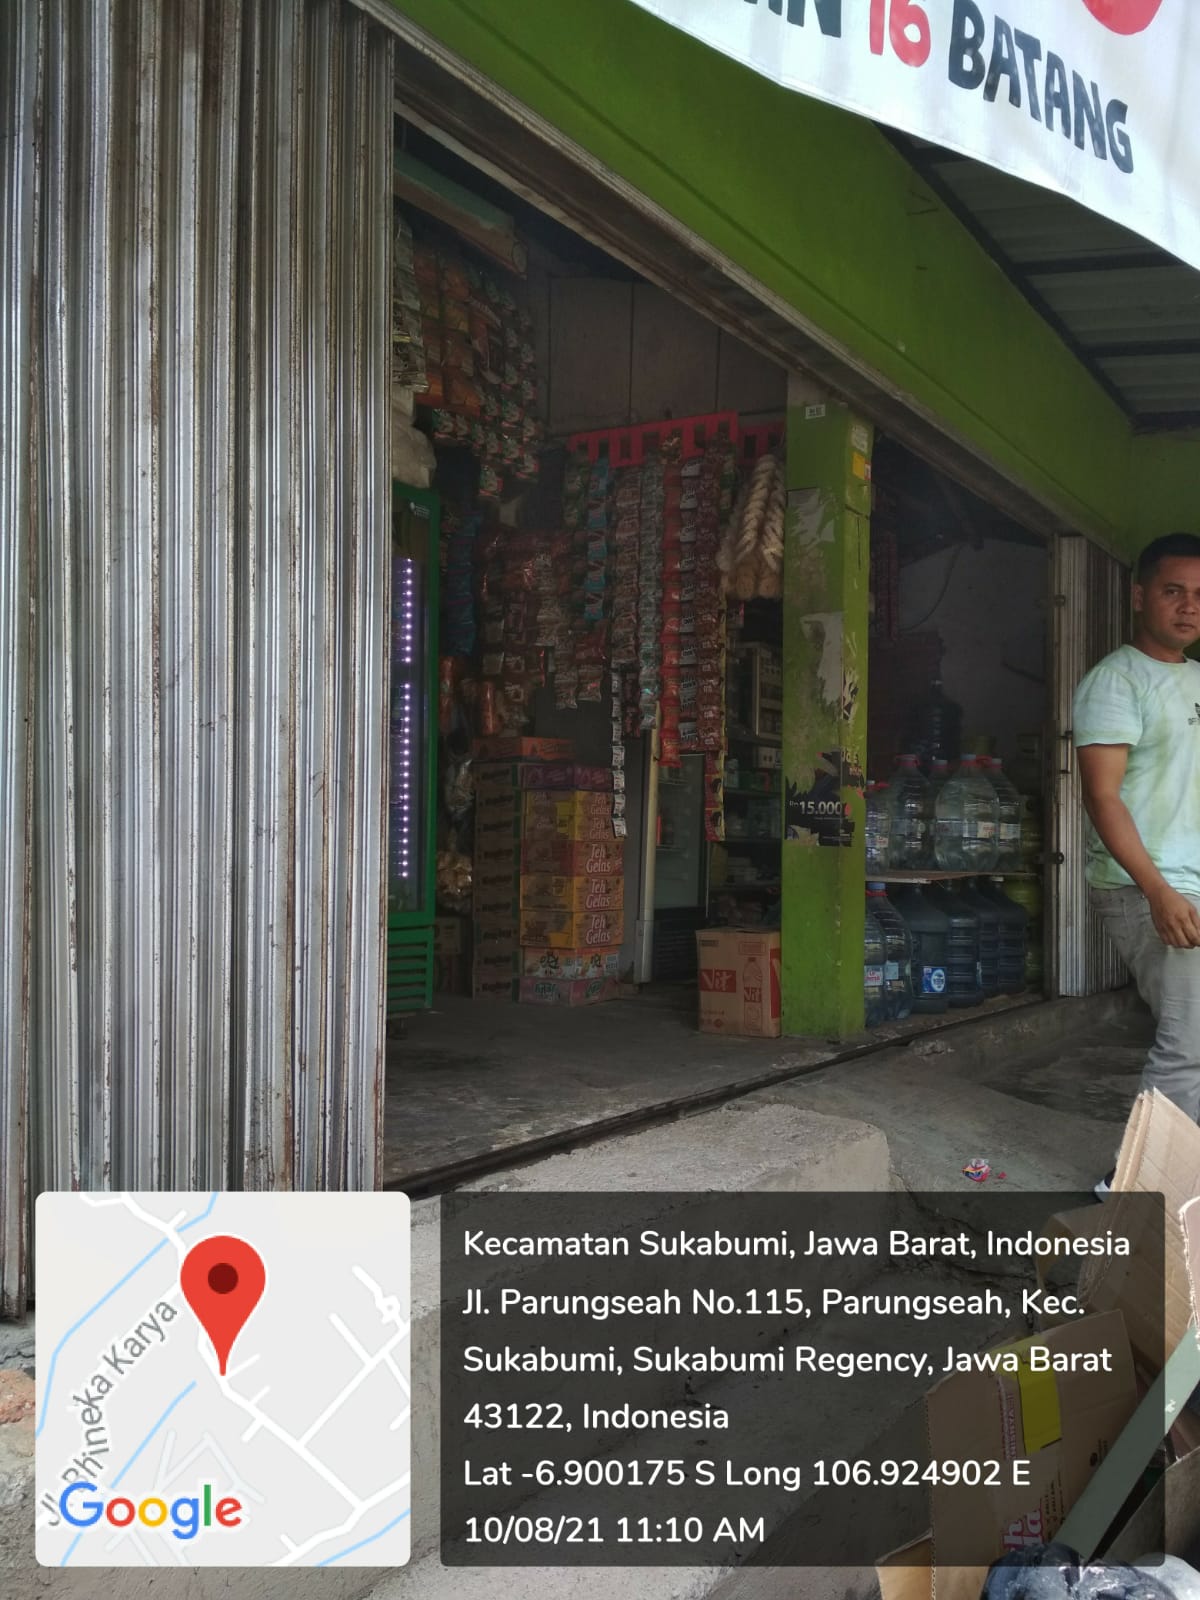 16 BATANG
Rp15.000
Teh
Gelas
Teh
Gelas
Teh
Gelas
Teh
Gelas
Vit
Vit
Kecamatan Sukabumi, Jawa Barat, Indonesia
Jl. Parungseah No.115, Parungseah, Kec.
Sukabumi, Sukabumi Regency, Jawa Barat
43122, Indonesia
Lat -6.900175 S Long 106.924902 E
10/08/21 11:10 AM
Bhineka Karya
Google